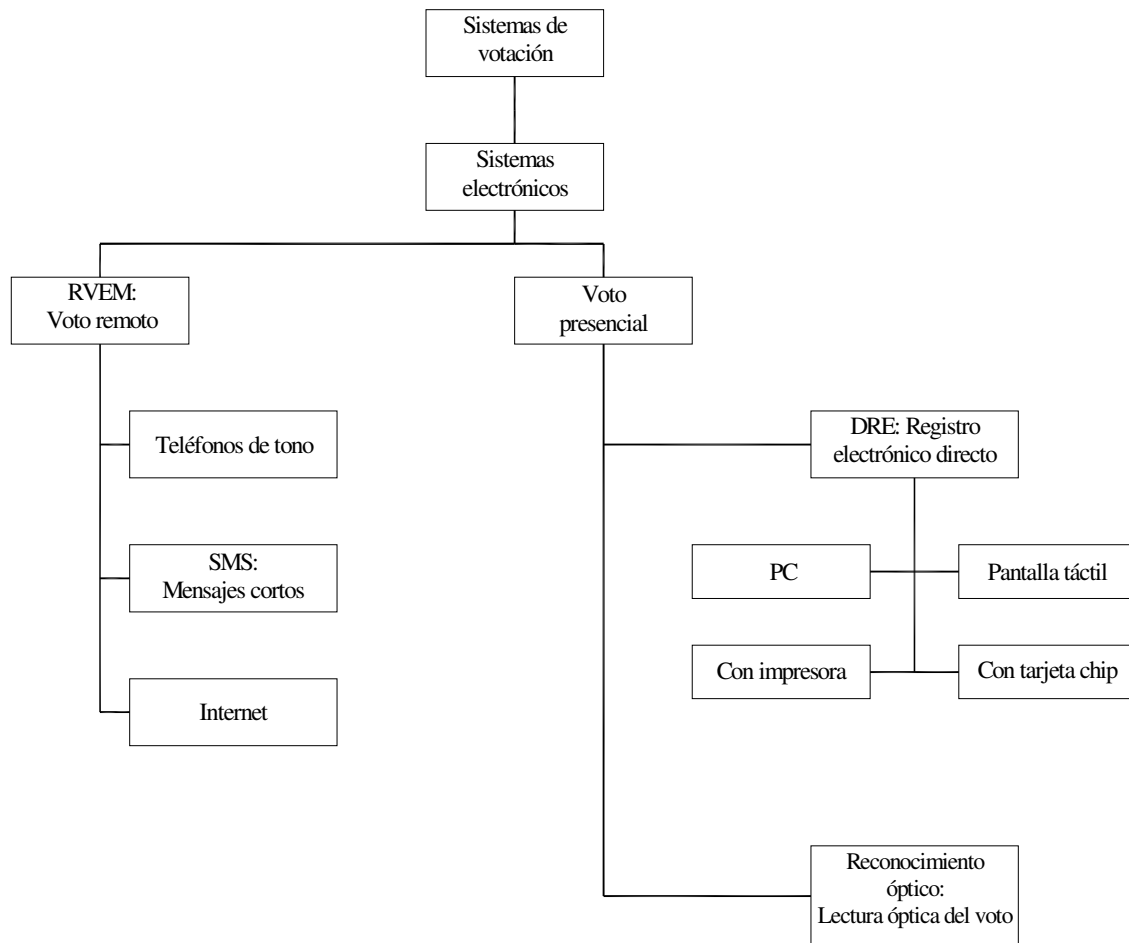 Sistemas de
votación
Sistemas
electrónicos
RVEM:
Voto remoto
Voto
presencial
Teléfonos de tono
DRE: Registro
electrónico directo
SMS:
Mensajes cortos
PC
Pantalla táctil
Con impresora
Con tarjeta chip
Internet
Reconocimiento
óptico:
Lectura óptica del voto